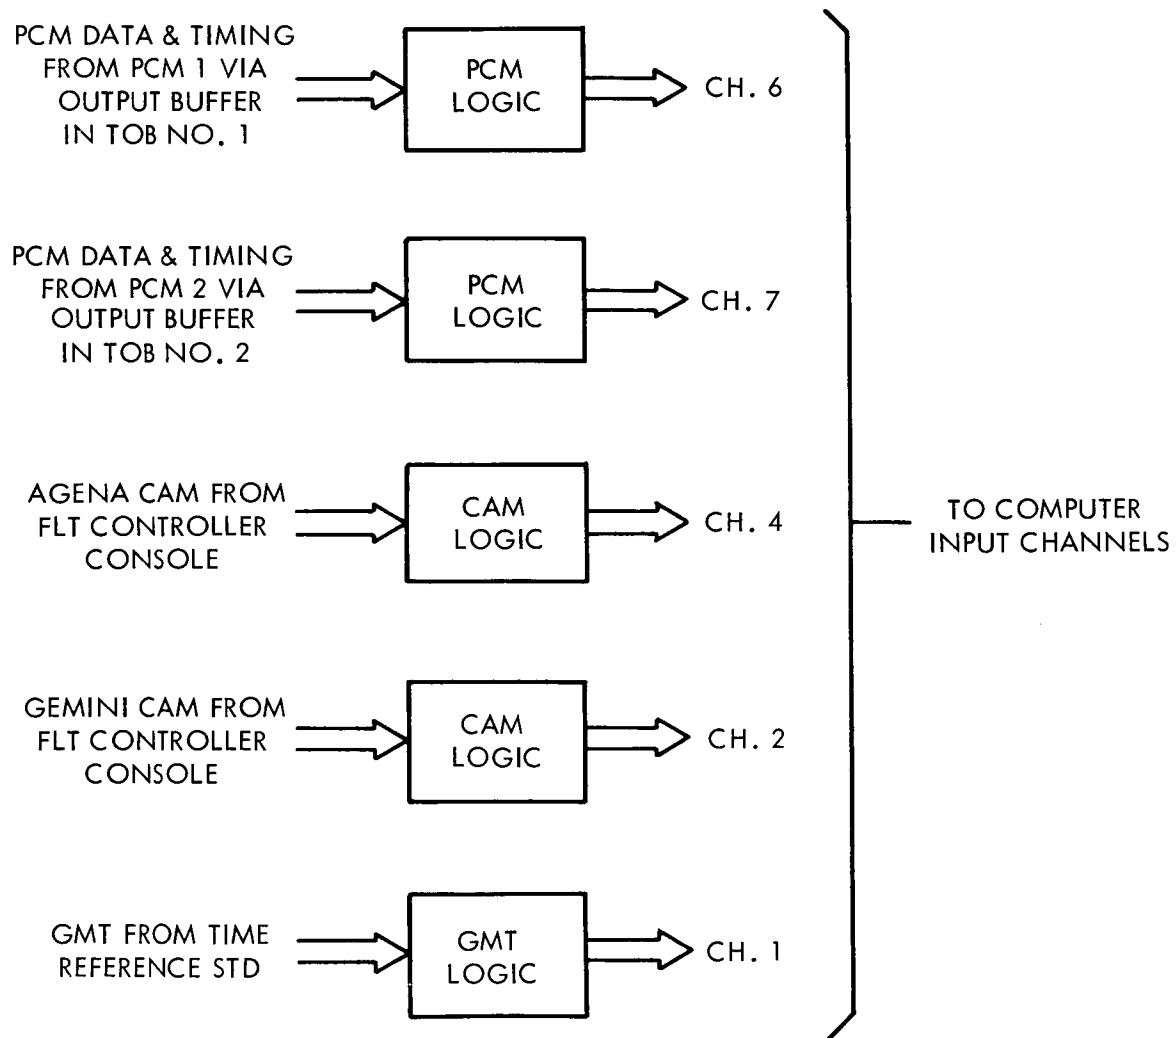 PCM DATA & TIMING
FROM PCM 1 VIA
OUTPUT BUFFER
IN TOB NO. 1
PCM
LOGIC
CH. 6
PCM DATA & TIMING
FROM PCM 2 VIA
OUTPUT BUFFER
IN TOB NO. 2
PCM
LOGIC
CH. 7
AGENA CAM FROM
FLT CONTROLLER
CONSOLE
CAM
LOGIC
CH. 4
GEMINI CAM FROM
FLT CONTROLLER
CONSOLE
CAM
LOGIC
CH. 2
GMT FROM TIME
REFERENCE STD
GMT
LOGIC
CH. 1
TO COMPUTER
INPUT CHANNELS